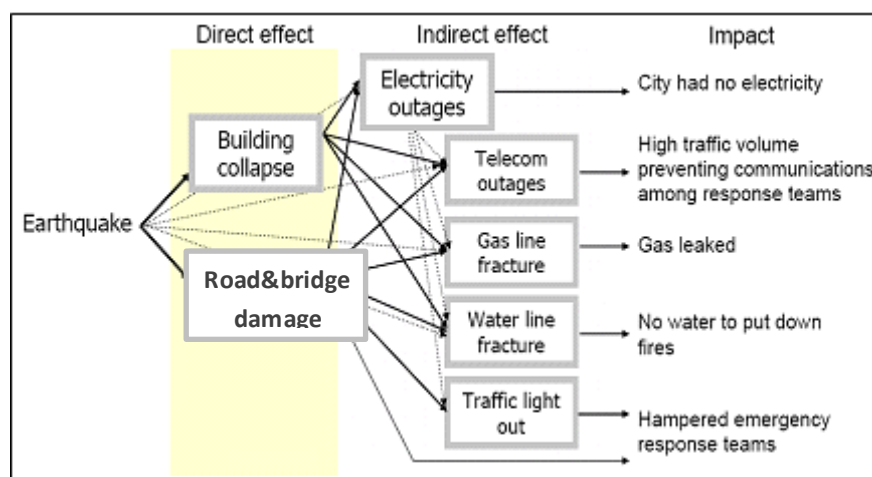 Direct effect
Indirect effect
Impact
Electricity
outages
City had no electricity
Building
collapse
Telecom
outages
High traffic volume
preventing communications
among response teams
Earthquake
Gas line
fracture
Gas leaked
Road&bridge
damage
Water line
fracture
No water to put down
fires
Traffic light
out
Hampered emergency
response teams